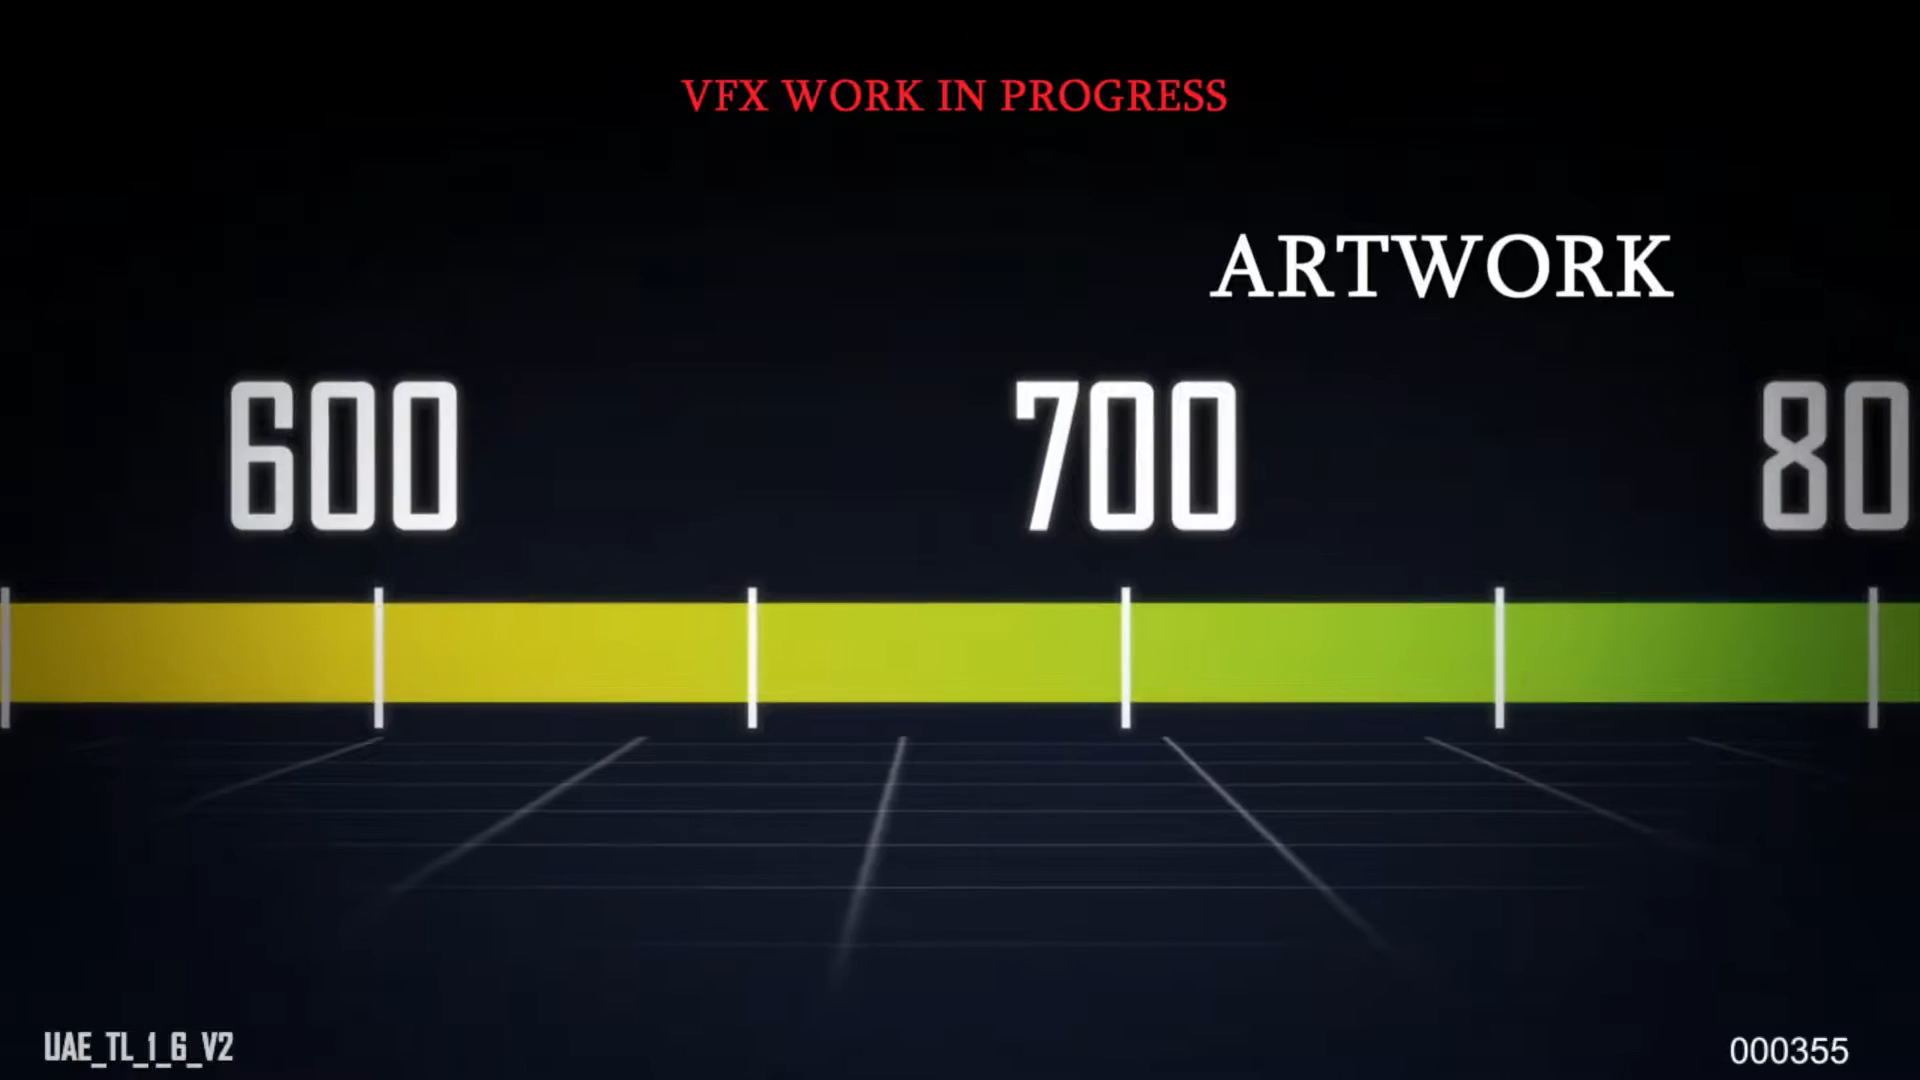 VFX WORK IN PROGRESS
ARTWORK
600 700 80
UAE_TL_1_6_V2
000355